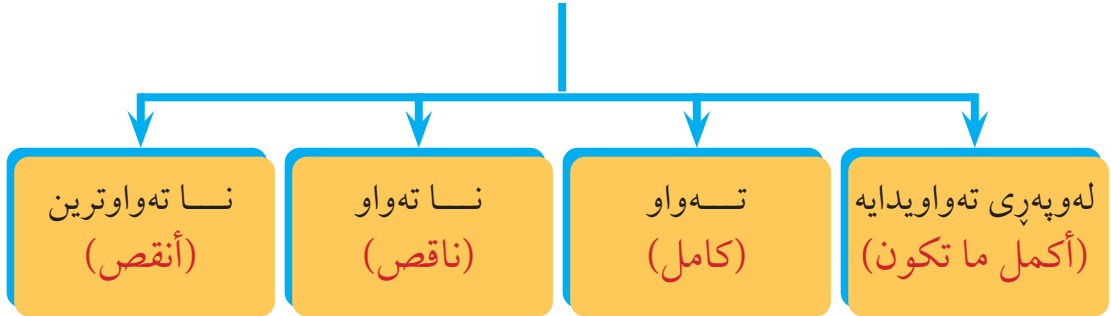 لەوپەڕی تەواویدایە
(أكمل ما تكون)
تـــەواو
(كامل)
نـــا تەواو
(ناقص)
نـــا تەواوترین
(أنقص)